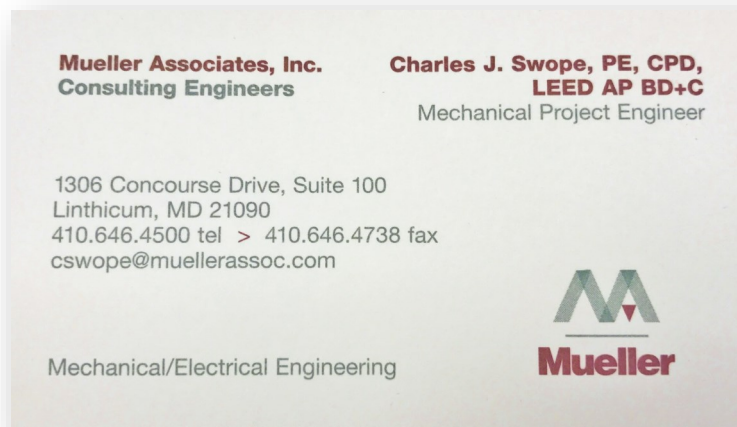 Mueller Associates, Inc.
Consulting Engineers
Charles J. Swope, PE, CPD,
LEED AP BD+C
Mechanical Project Engineer
1306 Concourse Drive, Suite 100
Linthicum, MD 21090
410.646.4500 tel > 410.646.4738 fax
cswope@muellerassoc.com
Mechanical/Electrical Engineering
Mueller